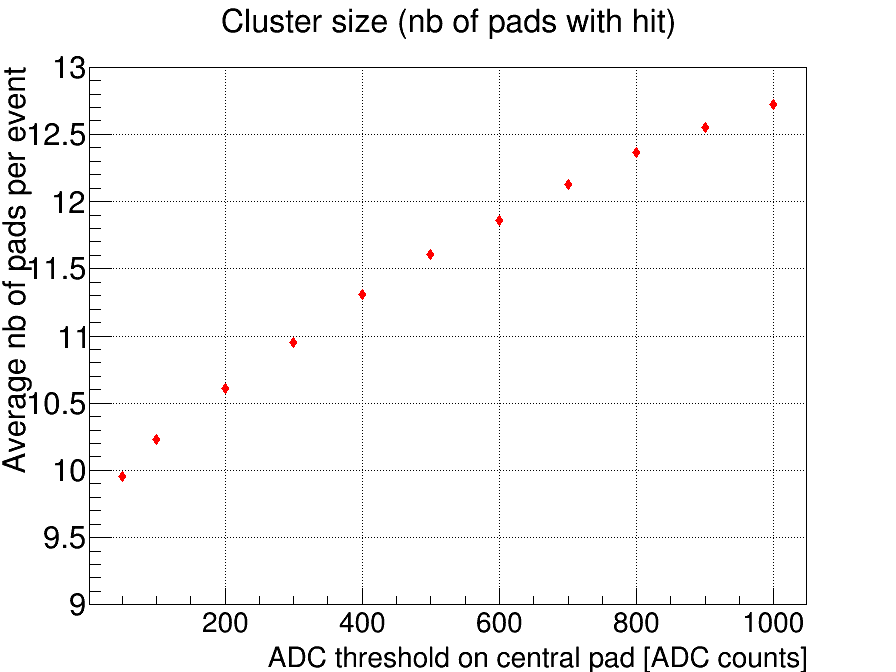 Cluster size (nb of pads with hit)
Average nb of pads per event
13
12.5
12
11.5
11
10.5
10
9.5
9
200 400 600 800 1000
ADC threshold on central pad [ADC counts]